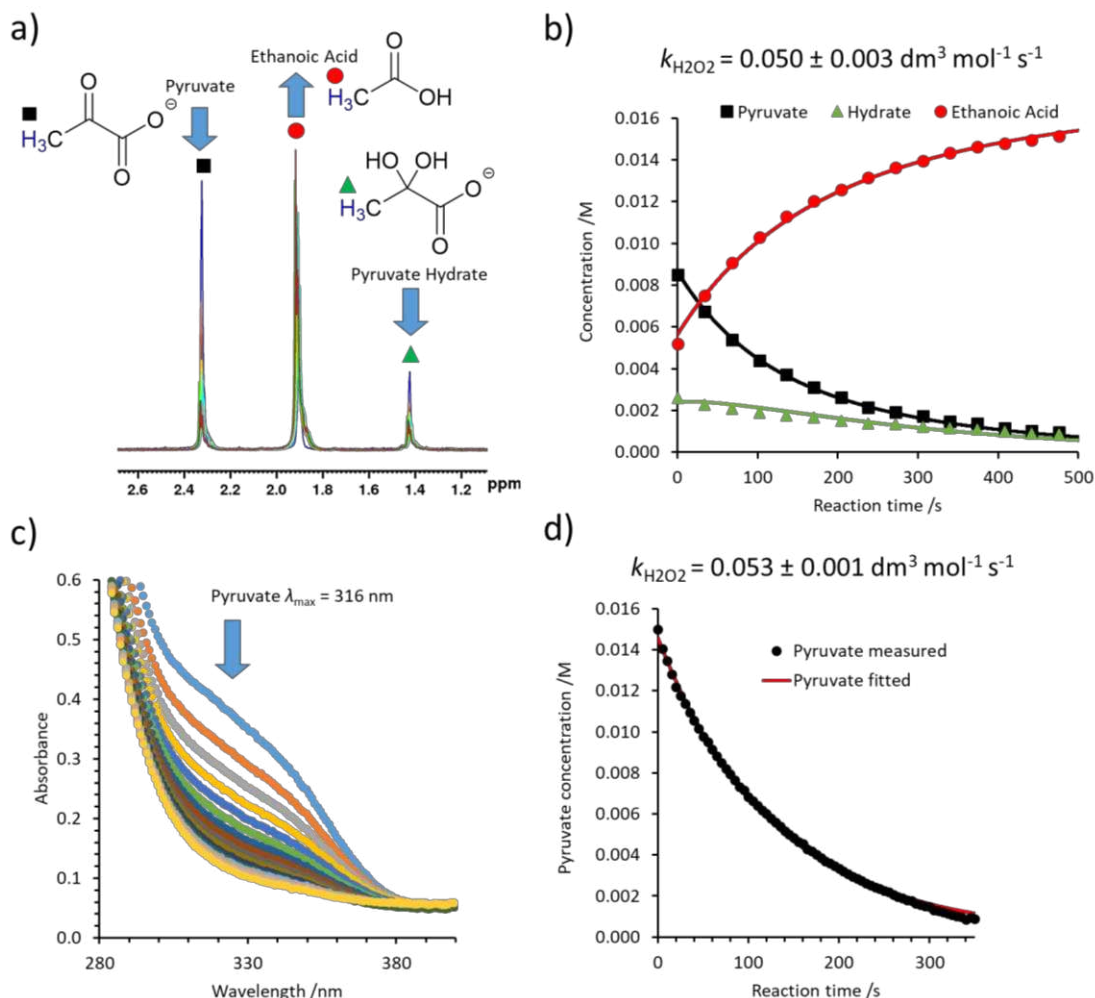 a)
Ethanoic Acid
Pyruvate
O
H₃C
OH
O
O⊖
H₃C
O
HO OH
O⊖
H₃C
O
Pyruvate Hydrate
2.6 2.4 2.2 2.0 1.8 1.6 1.4 1.2 ppm
b)
kH2O2 = 0.050 ± 0.003 dm³ mol⁻¹ s⁻¹
Pyruvate Hydrate Ethanoic Acid
0.016
0.014
0.012
0.010
0.008
0.006
0.004
0.002
0.000
Concentration /M
0 100 200 300 400 500
Reaction time /s
c)
0.6
0.5
0.4
0.3
0.2
0.1
0.0
Absorbance
Pyruvate λmax = 316 nm
280 330 380
Wavelength /nm
d)
kH2O2 = 0.053 ± 0.001 dm³ mol⁻¹ s⁻¹
0.016
0.014
0.012
0.010
0.008
0.006
0.004
0.002
0.000
Pyruvate concentration /M
Pyruvate measured
Pyruvate fitted
0 100 200 300
Reaction time /s